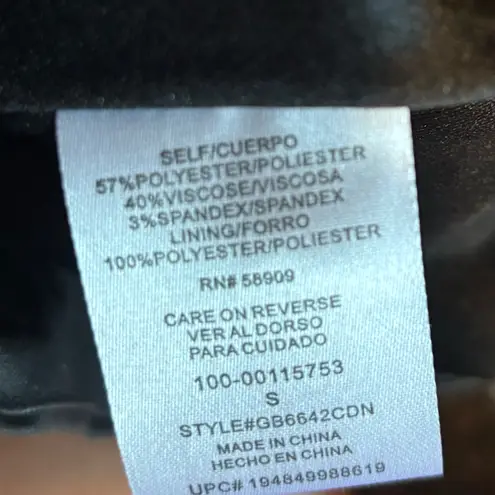 SELF/CUERPO
57%POLYESTER/POLIESTER
40%VISCOSE/VISCOSA
3%SPANDEX/SPANDEX
LINING/FORRO
100%POLYESTER/POLIESTER
RN# 58909
CARE ON REVERSE
VER AL DORSO
PARA CUIDADO
100-00115753
S
STYLE#GB6642CDN
MADE IN CHINA
HECHO EN CHINA
UPC# 194849988619